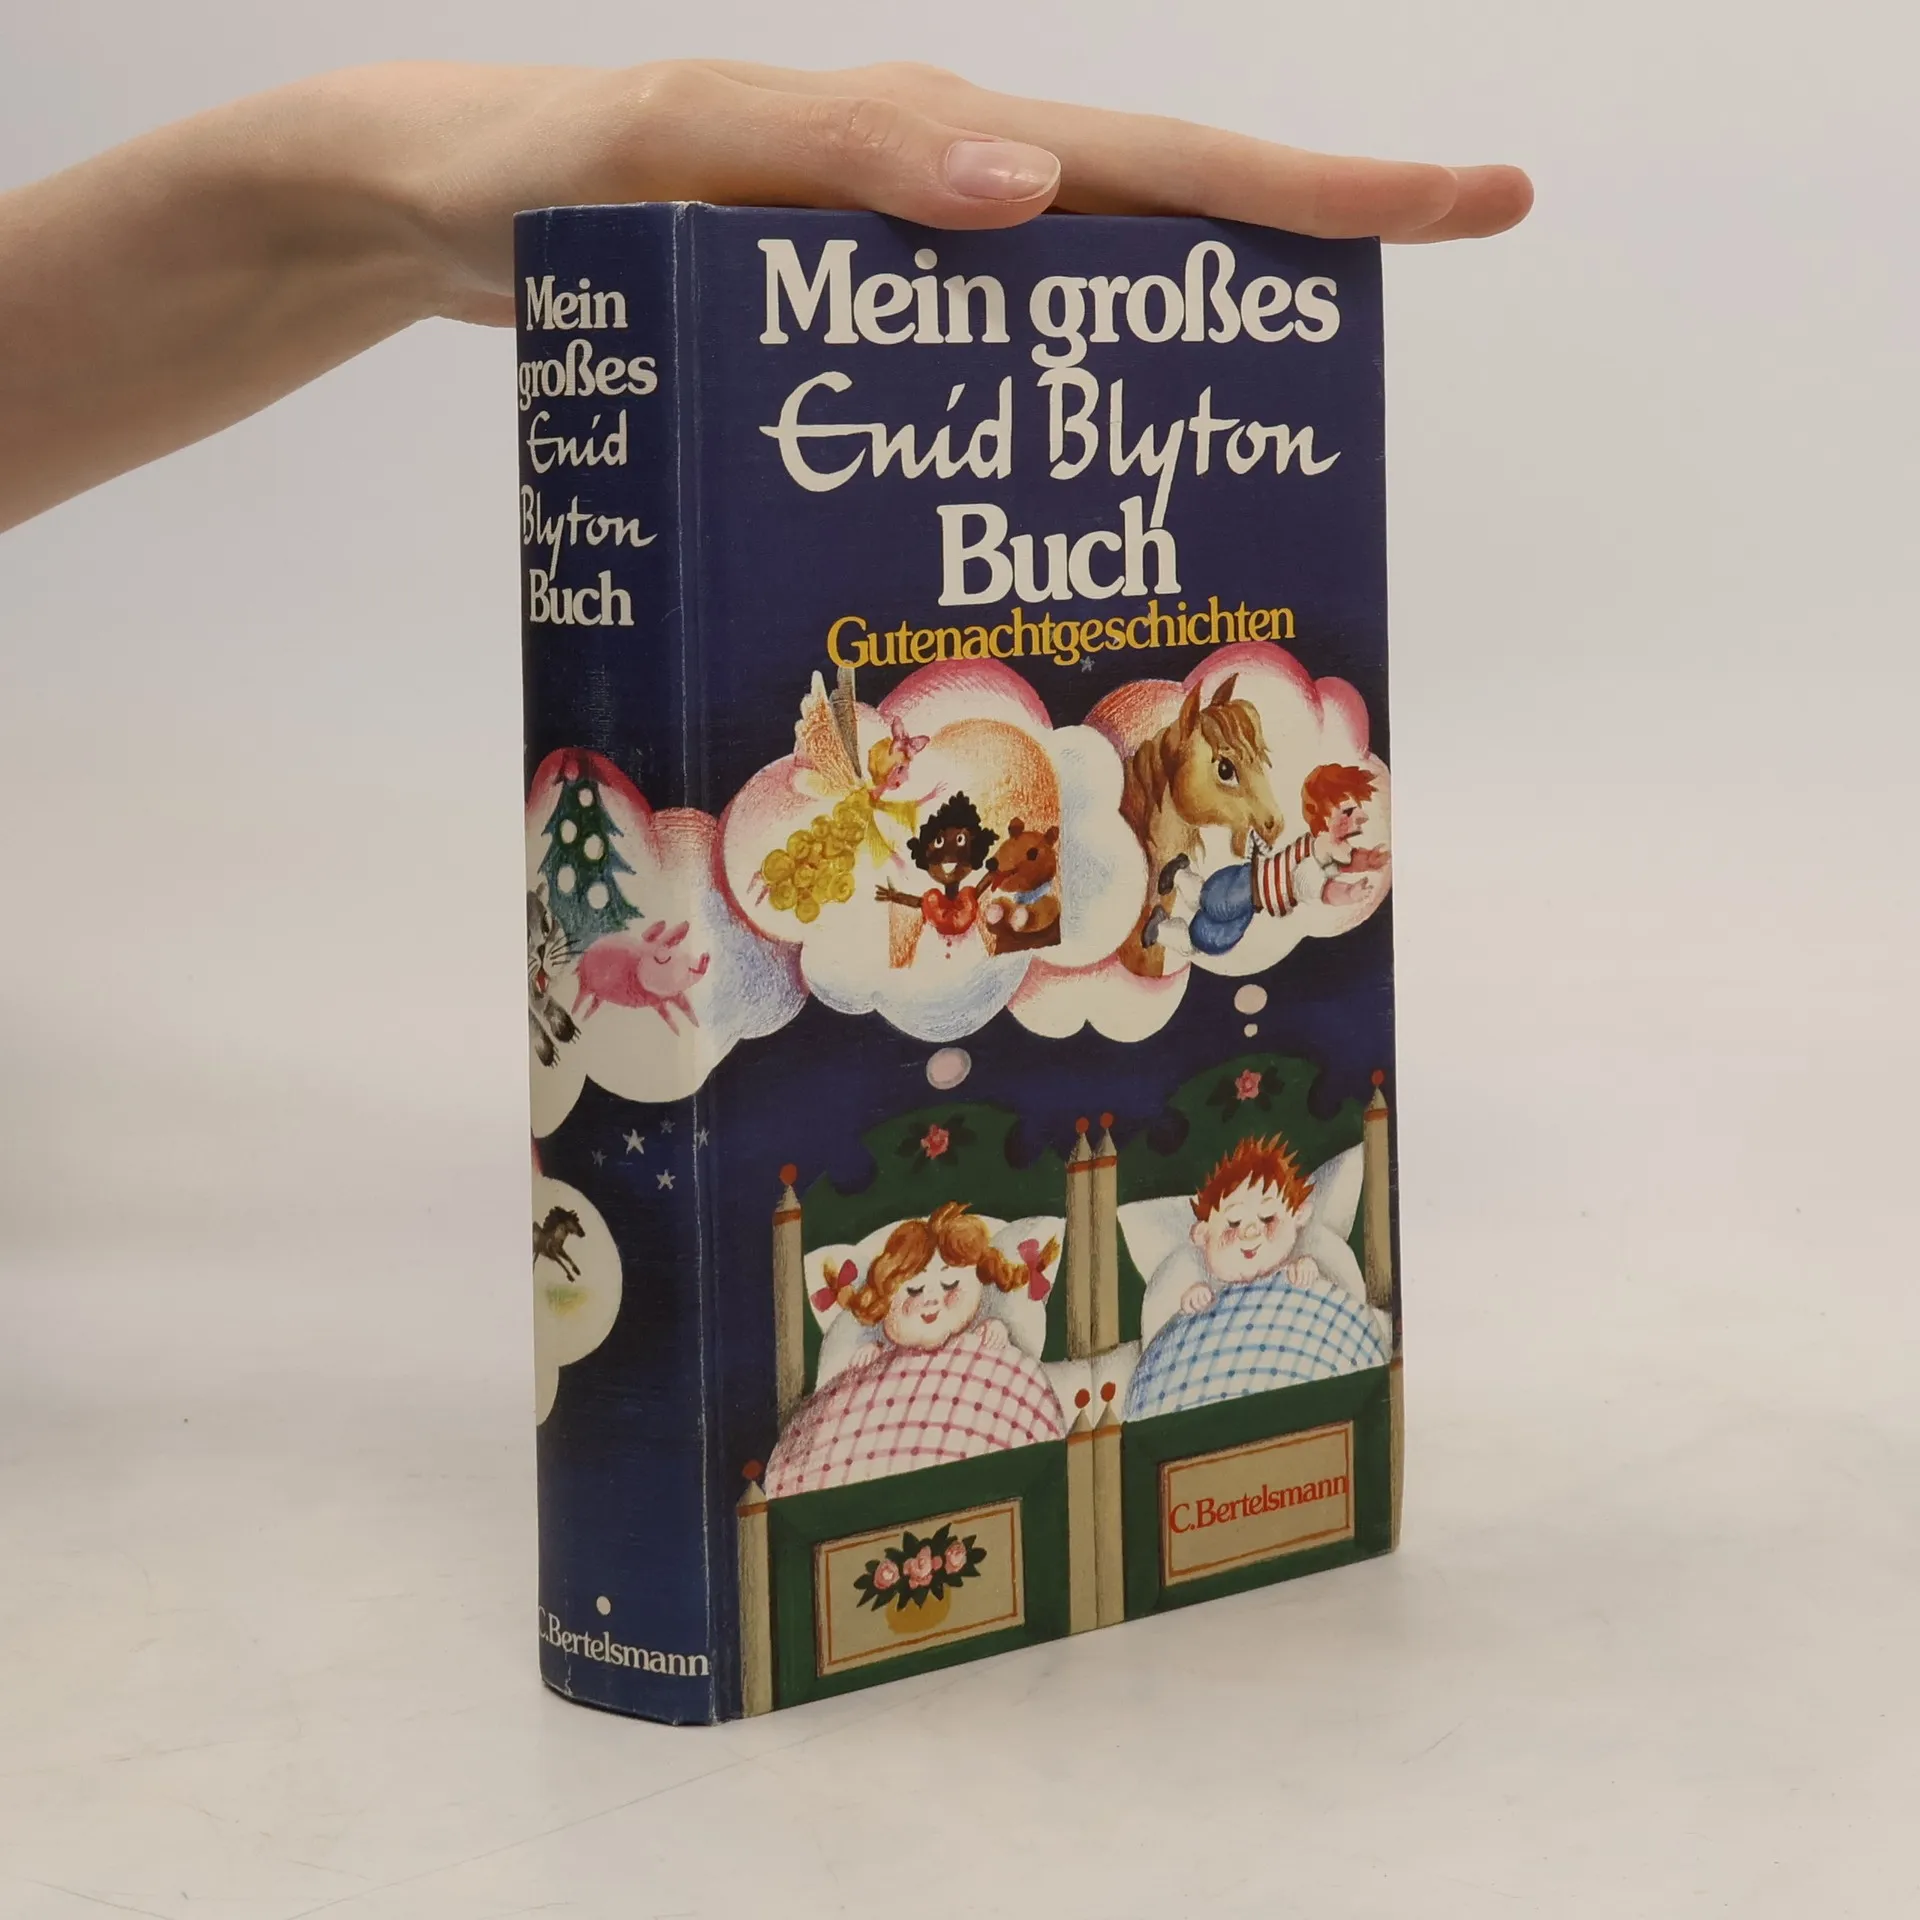 Mein
großes
Enid
Blyton
Buch
C.Bertelsmann
Mein großes
Enid Blyton
Buch
Gutenachtgeschichten
C.Bertelsmann